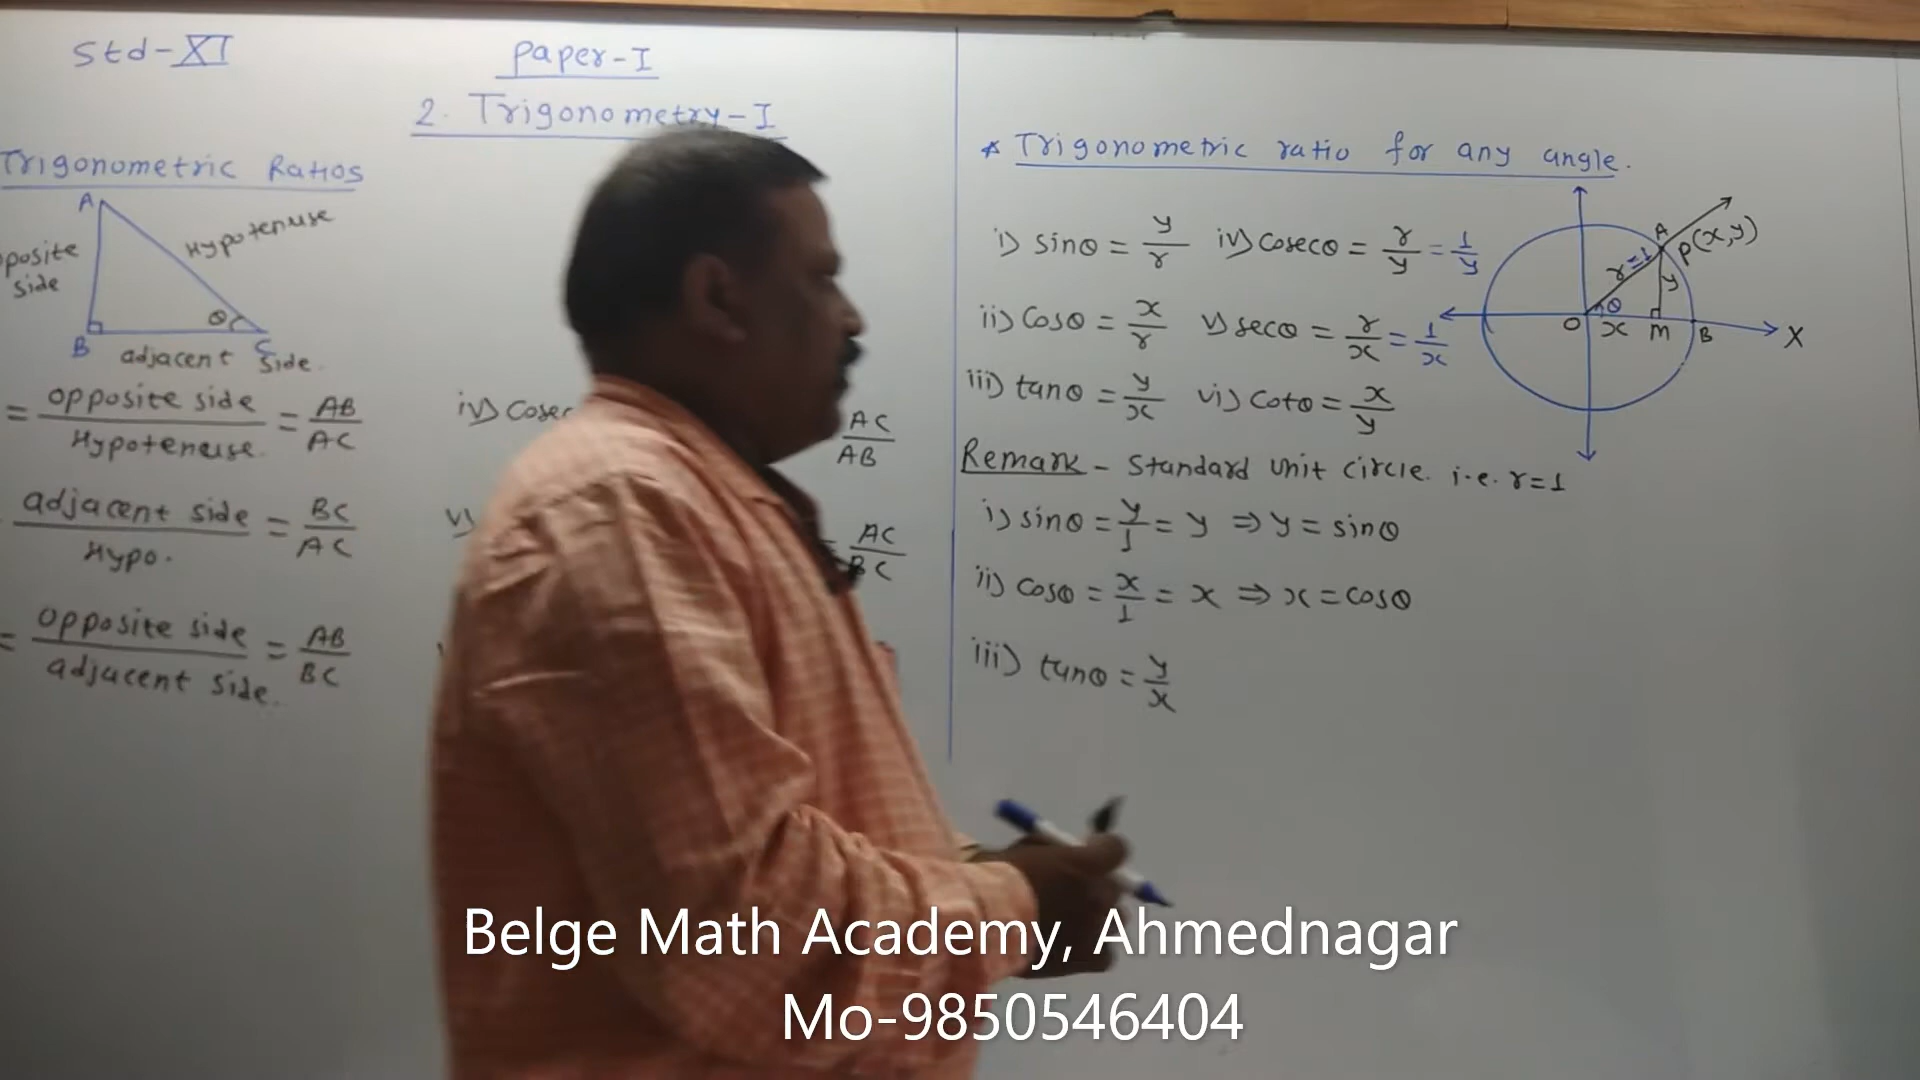 Std-XI
Paper-I
2. Trigonometry-I
Trigonometric Ratios
A
Hypotenuse
side
θ
B
C
adjacent side.
= opposite side / Hypotenuse. = AB / AC
adjacent side / Hypo. = BC / AC
= opposite side / adjacent side. = AB / BC
iv) Cosec
AC / AB
v)
= AC / BC
* Trigonometric ratio for any angle.
i) sinθ = y/r iv) cosecθ = r/y = 1/y
ii) Cosθ = x/r v) secθ = r/x = 1/x
iii) tanθ = y/x vi) Cotθ = x/y
A
P(x,y)
r=1
y
θ
O x M B X
Remark - Standard unit circle. i.e. r=1
i) sinθ = y/1 = y ⇒ y = sinθ
ii) Cosθ = x/1 = x ⇒ x = cosθ
iii) tanθ = y/x
Belge Math Academy, Ahmednagar
Mo-9850546404